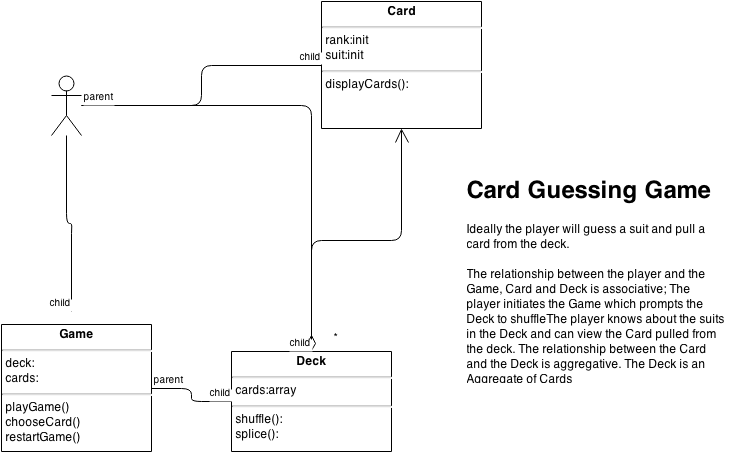 Card
rank:init
suit:init
child
displayCards():
parent
Card Guessing Game
Ideally the player will guess a suit and pull a
card from the deck.
The relationship between the player and the
Game, Card and Deck is associative; The
player initiates the Game which prompts the
Deck to shuffleThe player knows about the suits
in the Deck and can view the Card pulled from
the deck. The relationship between the Card
and the Deck is aggregative. The Deck is an
Aggregate of Cards
child
Game
deck:
cards:
playGame()
chooseCard()
restartGame()
parent
child
child
*
Deck
cards:array
shuffle():
splice():